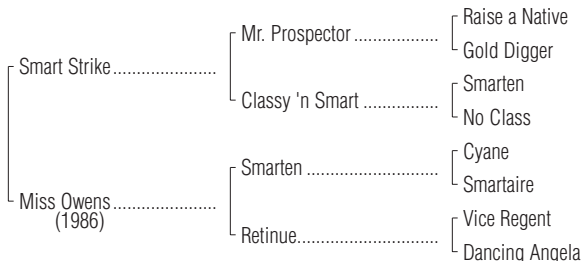 Raise a Native
Mr. Prospector ..................
Gold Digger
Smart Strike......................
Smarten
Classy 'n Smart ................
No Class
Cyane
Smarten ............................
Smartaire
Miss Owens......................
(1986)
Vice Regent
Retinue..............................
Dancing Angela